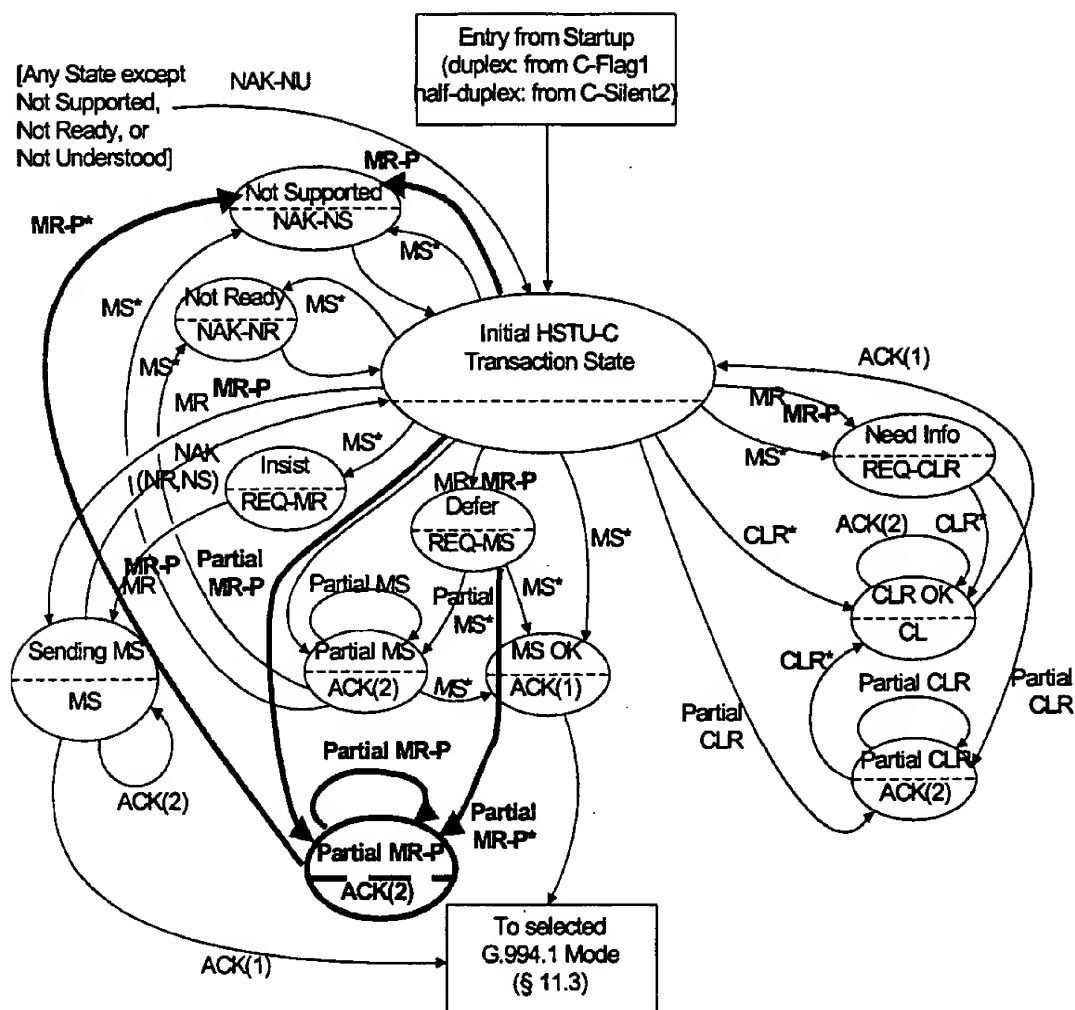 Entry from Startup
(duplex: from C-Flag1
half-duplex: from C-Silent2)
[Any State except
Not Supported,
Not Ready, or
Not Understood]
NAK-NU
MR-P
Not Supported
NAK-NS
MR-P*
MS*
MS*
Not Ready
NAK-NR
MS*
Initial HSTU-C
Transaction State
ACK(1)
MS*
MR MR-P
MR
MR-P
Need Info
REQ-CLR
MS*
NAK
(NR,NS)
Insist
REQ-MR
MS*
MR MR-P
Defer
REQ-MS
MS*
CLR*
ACK(2)
CLR*
MR-P
MR
Partial
MR-P
Partial MS
Partial
MS*
MS*
CLR OK
CL
Sending MS
MS
Partial MS
ACK(2)
MS*
MS OK
ACK(1)
CLR*
Partial CLR
Partial
CLR
Partial
CLR
Partial CLR
ACK(2)
ACK(2)
Partial MR-P
Partial
MR-P*
Partial MR-P
ACK(2)
ACK(1)
To selected
G.994.1 Mode
(§ 11.3)